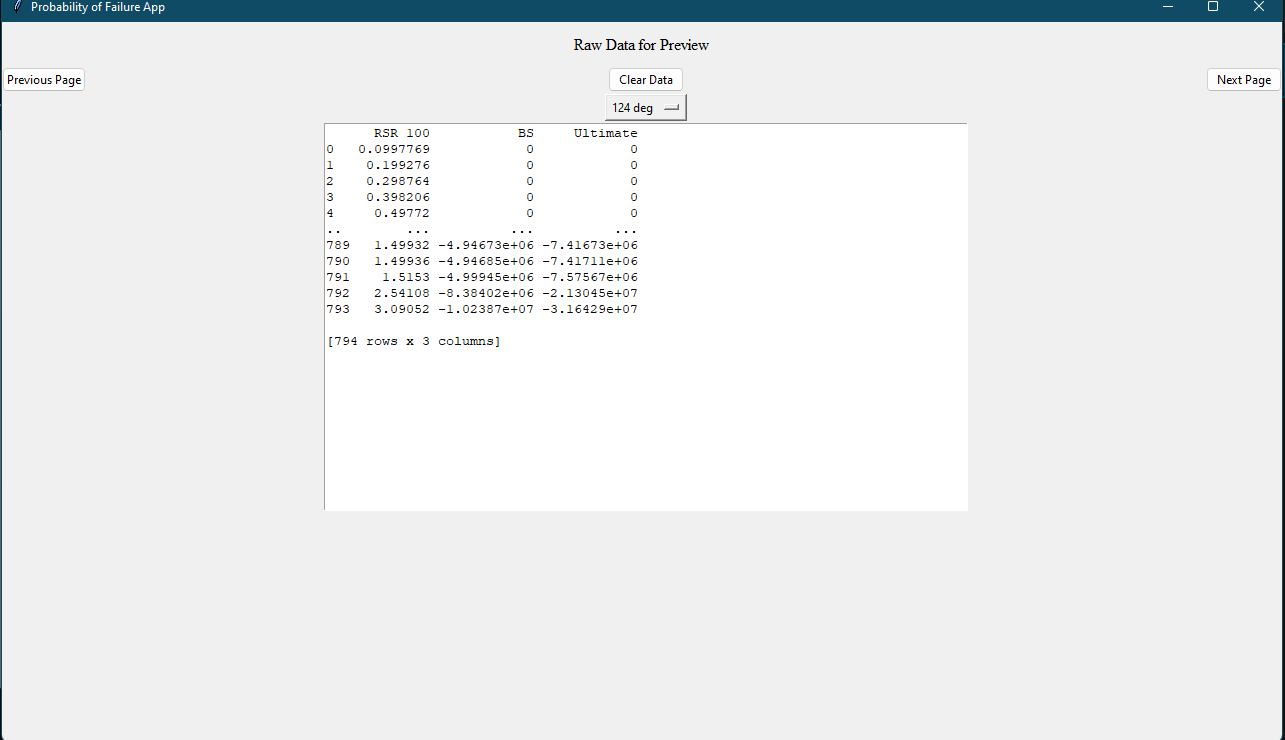 Probability of Failure App
Raw Data for Preview
Previous Page Clear Data Next Page
124 deg
RSR 100 BS Ultimate
0 0.0997769 0 0
1 0.199276 0 0
2 0.298764 0 0
3 0.398206 0 0
4 0.49772 0 0
.. ... ... ...
789 1.49932 -4.94673e+06 -7.41673e+06
790 1.49936 -4.94685e+06 -7.41711e+06
791 1.5153 -4.99945e+06 -7.57567e+06
792 2.54108 -8.38402e+06 -2.13045e+07
793 3.09052 -1.02387e+07 -3.16429e+07
[794 rows x 3 columns]